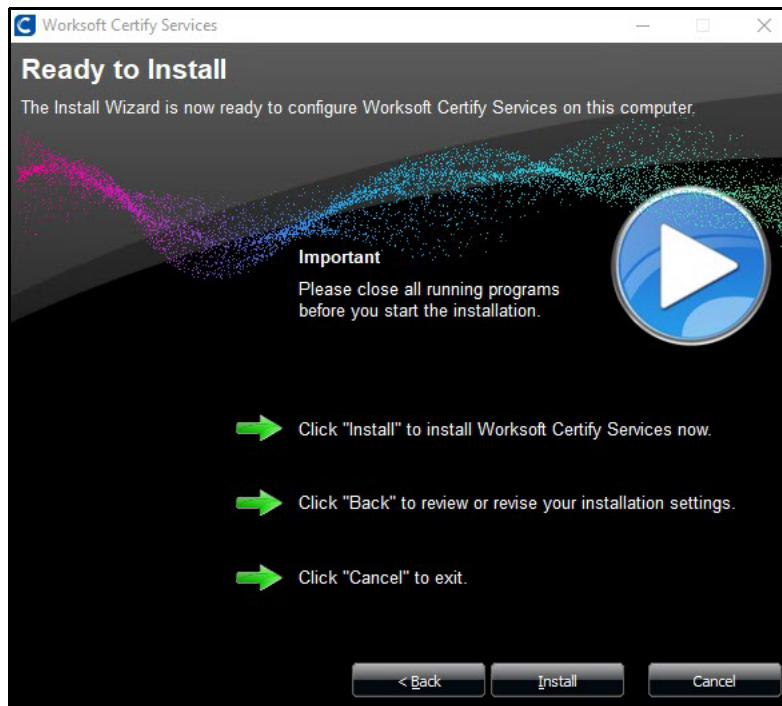 Worksoft Certify Services
Ready to Install
The Install Wizard is now ready to configure Worksoft Certify Services on this computer.
Important
Please close all running programs
before you start the installation.
Click "Install" to install Worksoft Certify Services now.
Click "Back" to review or revise your installation settings.
Click "Cancel" to exit.
< Back
Install
Cancel